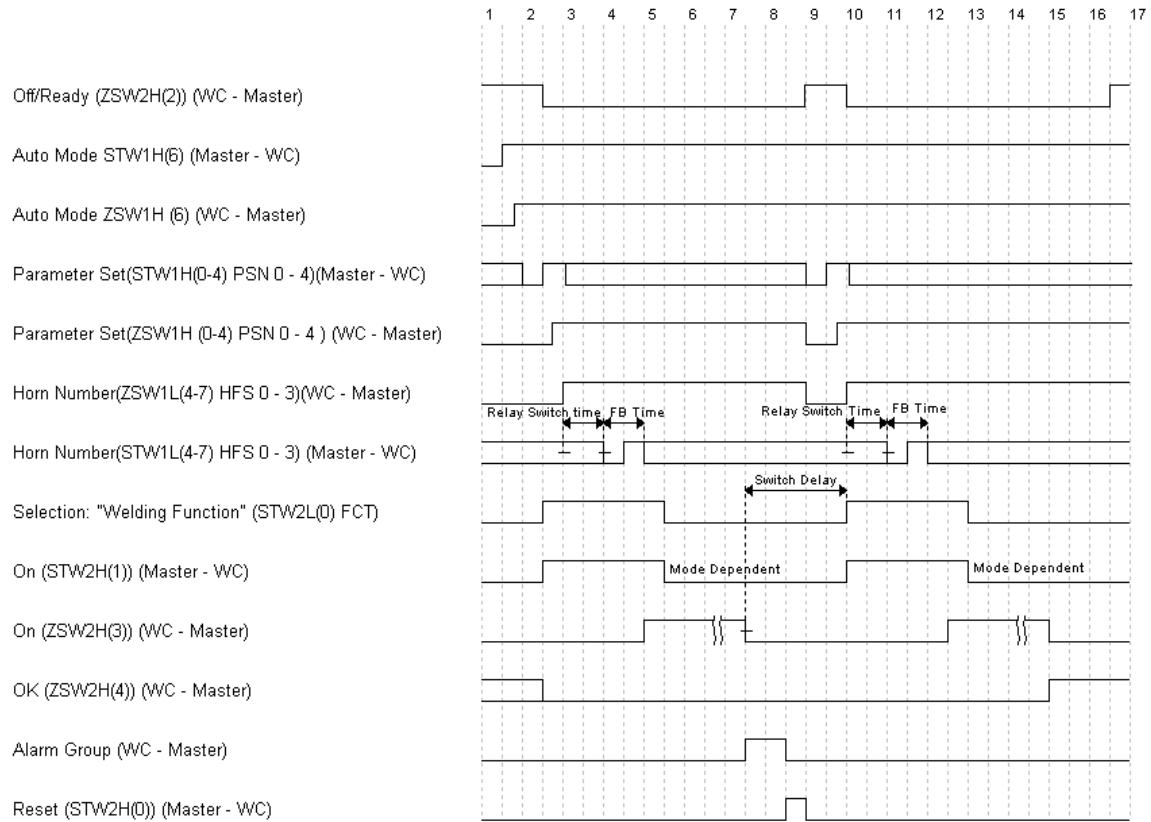 1 2 3 4 5 6 7 8 9 10 11 12 13 14 15 16 17
Off/Ready (ZSW2H(2)) (WC - Master)
Auto Mode STW1H(6) (Master - WC)
Auto Mode ZSW1H (6) (WC - Master)
Parameter Set(STW1H(0-4) PSN 0 - 4)(Master - WC)
Parameter Set(ZSW1H (0-4) PSN 0 - 4 ) (WC - Master)
Horn Number(ZSW1L(4-7) HFS 0 - 3)(WC - Master)
Relay Switch time FB Time Relay Switch Time FB Time
Horn Number(STW1L(4-7) HFS 0 - 3) (Master - WC)
Switch Delay
Selection: "Welding Function" (STW2L(0) FCT)
On (STW2H(1)) (Master - WC) Mode Dependent Mode Dependent
On (ZSW2H(3)) (WC - Master)
OK (ZSW2H(4)) (WC - Master)
Alarm Group (WC - Master)
Reset (STW2H(0)) (Master - WC)